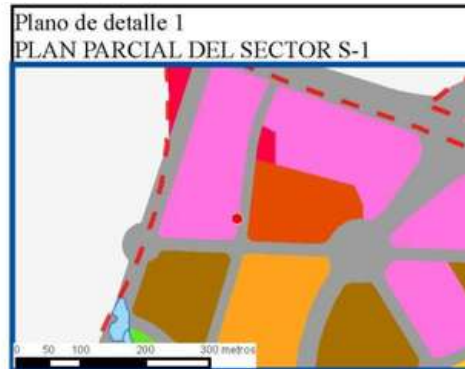 Plano de detalle 1
PLAN PARCIAL DEL SECTOR S-1
0 50 100 200 300 metros